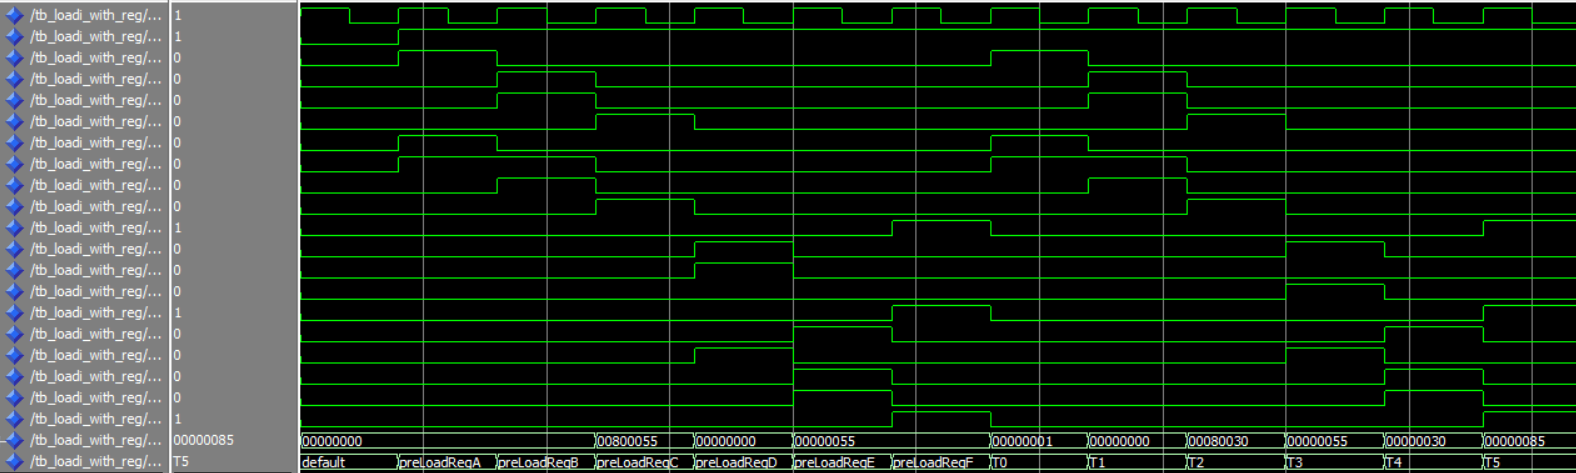 /tb_loadi_with_reg/... 1
/tb_loadi_with_reg/... 1
/tb_loadi_with_reg/... 0
/tb_loadi_with_reg/... 0
/tb_loadi_with_reg/... 0
/tb_loadi_with_reg/... 0
/tb_loadi_with_reg/... 0
/tb_loadi_with_reg/... 0
/tb_loadi_with_reg/... 0
/tb_loadi_with_reg/... 0
/tb_loadi_with_reg/... 1
/tb_loadi_with_reg/... 0
/tb_loadi_with_reg/... 0
/tb_loadi_with_reg/... 0
/tb_loadi_with_reg/... 1
/tb_loadi_with_reg/... 0
/tb_loadi_with_reg/... 0
/tb_loadi_with_reg/... 0
/tb_loadi_with_reg/... 0
/tb_loadi_with_reg/... 1
/tb_loadi_with_reg/... 00000085 00000000 00800055 00000000 00000055 00000001 00000000 00080030 00000055 00000030 00000085
/tb_loadi_with_reg/... T5 default preLoadRegA preLoadRegB preLoadRegC preLoadRegD preLoadRegE preLoadRegF T0 T1 T2 T3 T4 T5